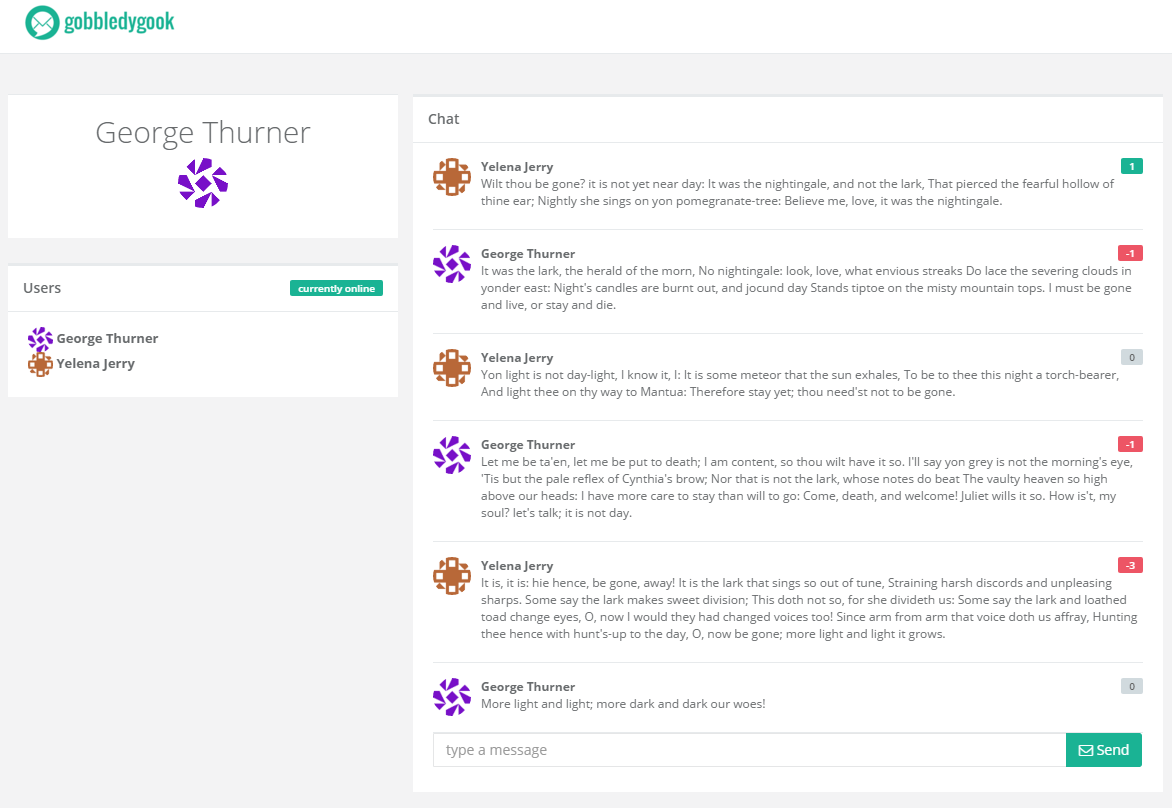 gobbledygook
George Thurner
Users
currently online
George Thurner
Yelena Jerry
Chat
Yelena Jerry
1
Wilt thou be gone? it is not yet near day: It was the nightingale, and not the lark, That pierced the fearful hollow of
thine ear; Nightly she sings on yon pomegranate-tree: Believe me, love, it was the nightingale.
George Thurner
-1
It was the lark, the herald of the morn, No nightingale: look, love, what envious streaks Do lace the severing clouds in
yonder east: Night's candles are burnt out, and jocund day Stands tiptoe on the misty mountain tops. I must be gone
and live, or stay and die.
Yelena Jerry
0
Yon light is not day-light, I know it, I: It is some meteor that the sun exhales, To be to thee this night a torch-bearer,
And light thee on thy way to Mantua: Therefore stay yet; thou need'st not to be gone.
George Thurner
-1
Let me be ta'en, let me be put to death; I am content, so thou wilt have it so. I'll say yon grey is not the morning's eye,
'Tis but the pale reflex of Cynthia's brow; Nor that is not the lark, whose notes do beat The vaulty heaven so high
above our heads: I have more care to stay than will to go: Come, death, and welcome! Juliet wills it so. How is't, my
soul? let's talk; it is not day.
Yelena Jerry
-3
It is, it is: hie hence, be gone, away! It is the lark that sings so out of tune, Straining harsh discords and unpleasing
sharps. Some say the lark makes sweet division; This doth not so, for she divideth us: Some say the lark and loathed
toad change eyes, O, now I would they had changed voices too! Since arm from arm that voice doth us affray, Hunting
thee hence with hunt's-up to the day, O, now be gone; more light and light it grows.
George Thurner
0
More light and light; more dark and dark our woes!
type a message
Send